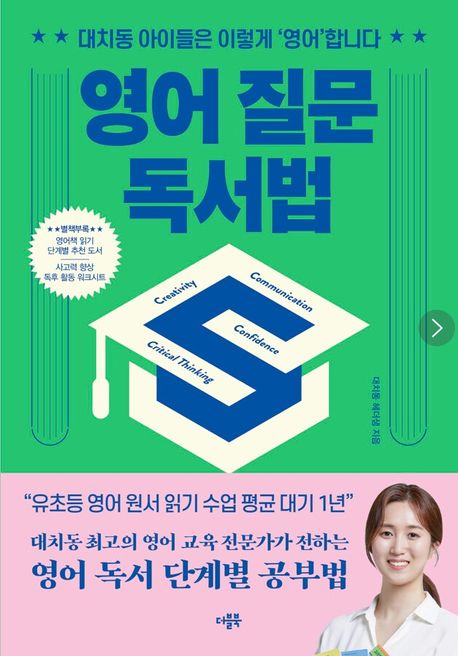 ★★ 대치동 아이들은 이렇게 ‘영어’합니다 ★★
영어 질문
독서법
★★별책부록★★
영어책 읽기
단계별 추천 도서
사고력 향상
독후 활동 워크시트
Creativity
Communication
Confidence
Critical Thinking
대치동 헤더샘 지음
“유초등 영어 원서 읽기 수업 평균 대기 1년”
대치동 최고의 영어 교육 전문가가 전하는
영어 독서 단계별 공부법
더블북